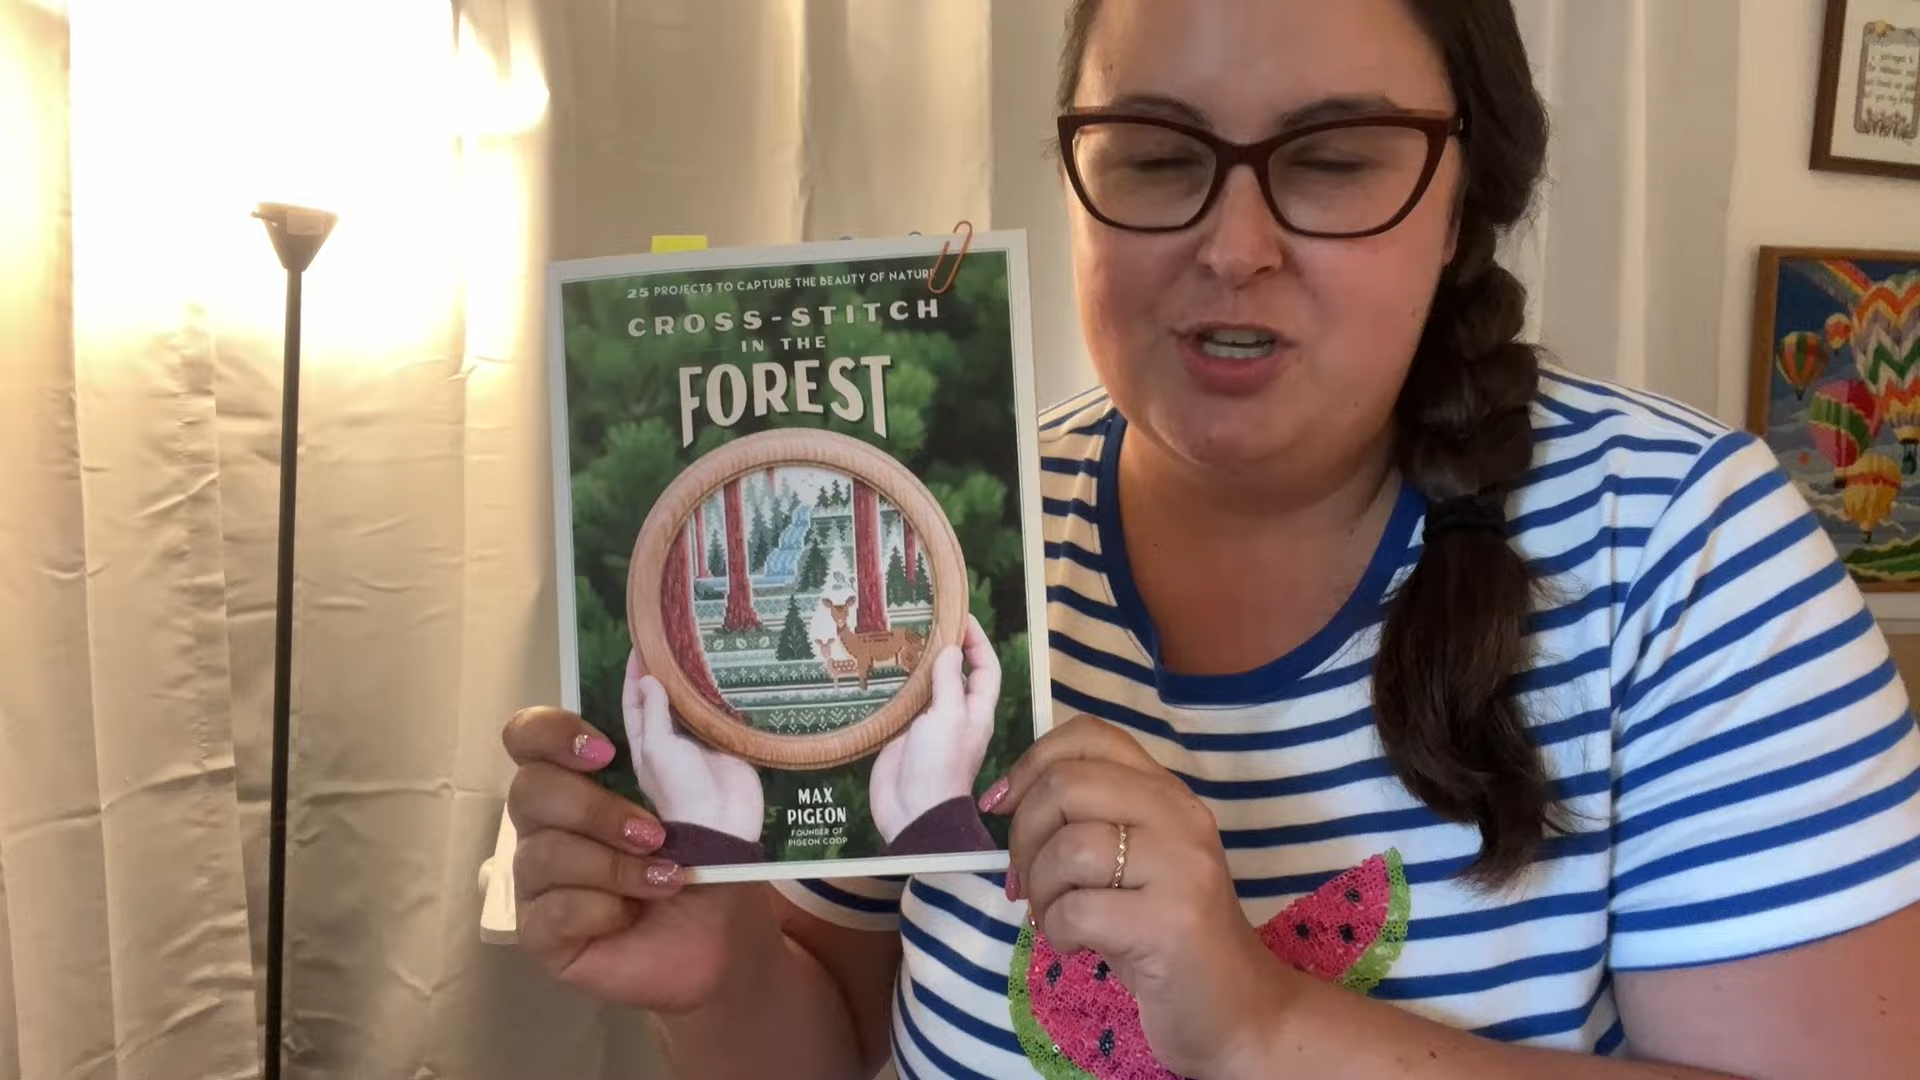 25 PROJECTS TO CAPTURE THE BEAUTY OF NATURE
CROSS-STITCH
IN THE
FOREST
MAX
PIGEON
FOUNDER OF
PIGEON COOP